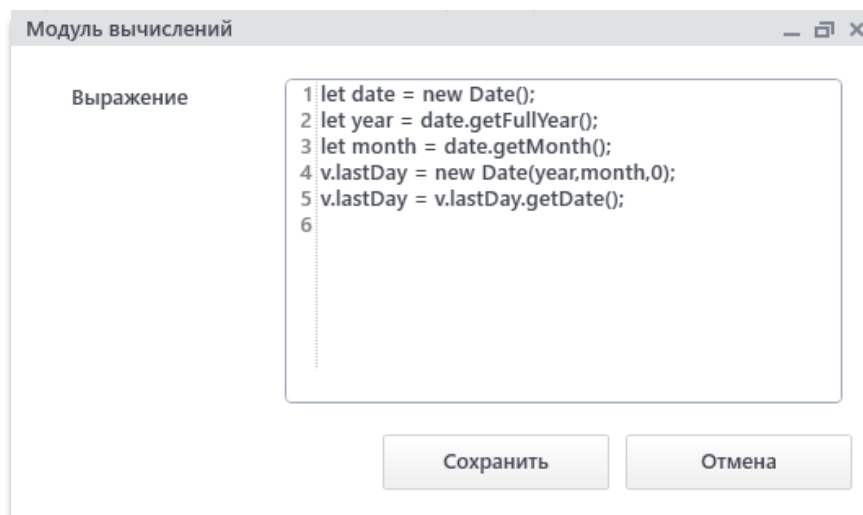 Модуль вычислений
Выражение
1 let date = new Date();
2 let year = date.getFullYear();
3 let month = date.getMonth();
4 v.lastDay = new Date(year,month,0);
5 v.lastDay = v.lastDay.getDate();
6
Сохранить Отмена